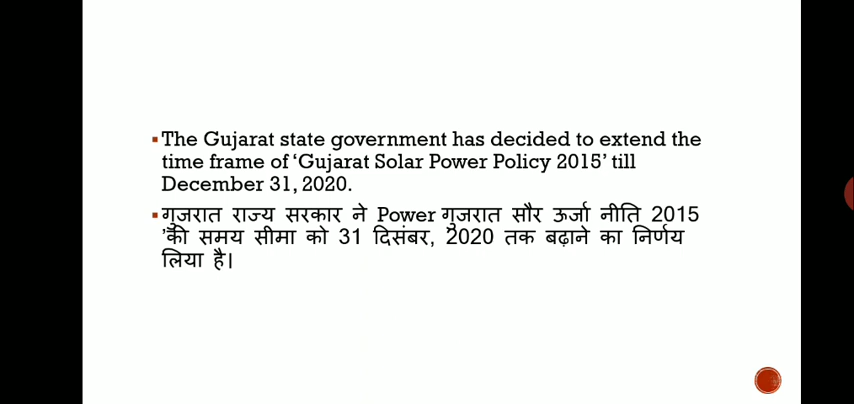 The Gujarat state government has decided to extend the
time frame of ‘Gujarat Solar Power Policy 2015’ till
December 31, 2020.
गुजरात राज्य सरकार ने Power गुजरात सौर ऊर्जा नीति 2015
’की समय सीमा को 31 दिसंबर, 2020 तक बढ़ाने का निर्णय
लिया है।